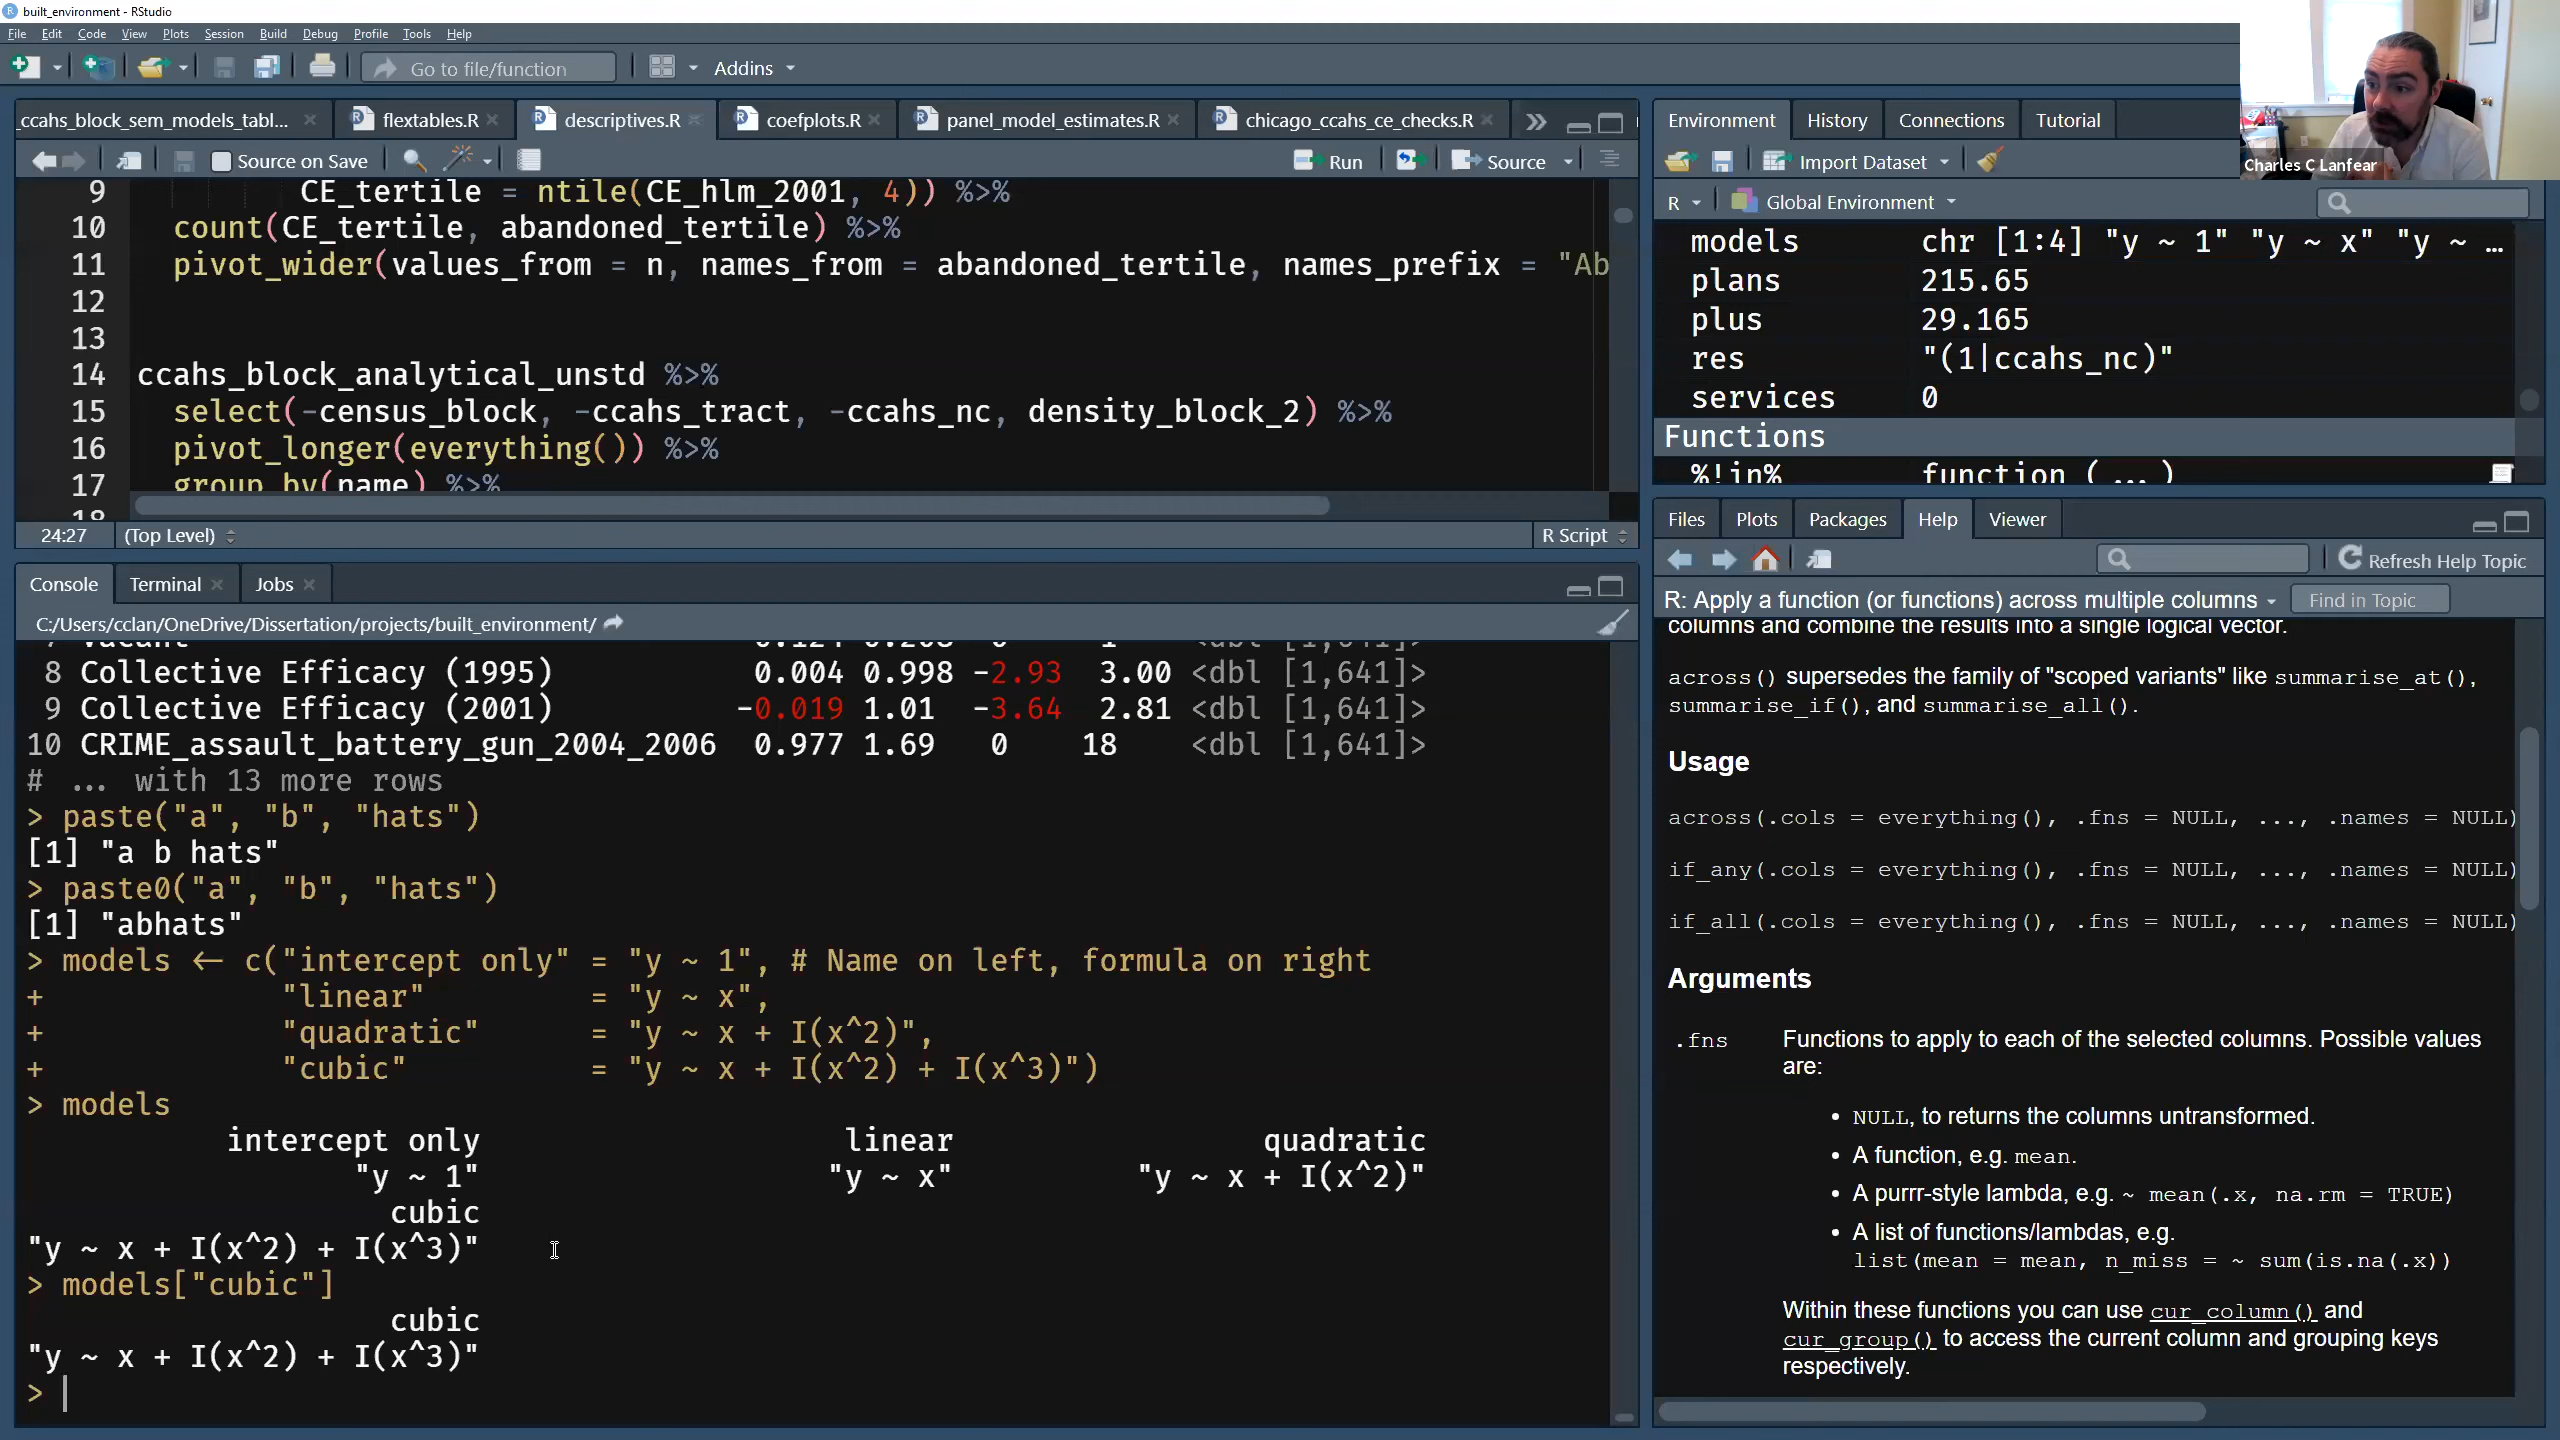 built_environment - RStudio
File Edit Code View Plots Session Build Debug Profile Tools Help
Go to file/function
Addins
_ccahs_block_sem_models_tabl...
flextables.R
descriptives.R
coefplots.R
panel_model_estimates.R
chicago_ccahs_ce_checks.R
Source on Save
Run
Source
9 CE_tertile = ntile(CE_hlm_2001, 4)) %>%
10 count(CE_tertile, abandoned_tertile) %>%
11 pivot_wider(values_from = n, names_from = abandoned_tertile, names_prefix = "Ab
12
13
14 ccahs_block_analytical_unstd %>%
15 select(-census_block, -ccahs_tract, -ccahs_nc, density_block_2) %>%
16 pivot_longer(everything()) %>%
17 group_by(name) %>%
18
24:27 (Top Level) R Script
Console Terminal Jobs
C:/Users/cclan/OneDrive/Dissertation/projects/built_environment/
8 Collective Efficacy (1995) 0.004 0.998 -2.93 3.00 <dbl [1,641]>
9 Collective Efficacy (2001) -0.019 1.01 -3.64 2.81 <dbl [1,641]>
10 CRIME_assault_battery_gun_2004_2006 0.977 1.69 0 18 <dbl [1,641]>
# ... with 13 more rows
> paste("a", "b", "hats")
[1] "a b hats"
> paste0("a", "b", "hats")
[1] "abhats"
> models <- c("intercept only" = "y ~ 1", # Name on left, formula on right
+ "linear" = "y ~ x",
+ "quadratic" = "y ~ x + I(x^2)",
+ "cubic" = "y ~ x + I(x^2) + I(x^3)")
> models
intercept only linear quadratic
"y ~ 1" "y ~ x" "y ~ x + I(x^2)"
cubic
"y ~ x + I(x^2) + I(x^3)"
> models["cubic"]
cubic
"y ~ x + I(x^2) + I(x^3)"
>
Charles C Lanfear
Environment History Connections Tutorial
Import Dataset
R Global Environment
models chr [1:4] "y ~ 1" "y ~ x" "y ~ …
plans 215.65
plus 29.165
res "(1|ccahs_nc)"
services 0
Functions
%!in% function (...)
Files Plots Packages Help Viewer
Refresh Help Topic
R: Apply a function (or functions) across multiple columns
Find in Topic
columns and combine the results into a single logical vector.
across() supersedes the family of "scoped variants" like summarise_at(),
summarise_if(), and summarise_all().
Usage
across(.cols = everything(), .fns = NULL, ..., .names = NULL)
if_any(.cols = everything(), .fns = NULL, ..., .names = NULL)
if_all(.cols = everything(), .fns = NULL, ..., .names = NULL)
Arguments
.fns Functions to apply to each of the selected columns. Possible values
are:
• NULL, to returns the columns untransformed.
• A function, e.g. mean.
• A purrr-style lambda, e.g. ~ mean(.x, na.rm = TRUE)
• A list of functions/lambdas, e.g.
list(mean = mean, n_miss = ~ sum(is.na(.x))
Within these functions you can use cur_column() and
cur_group() to access the current column and grouping keys
respectively.